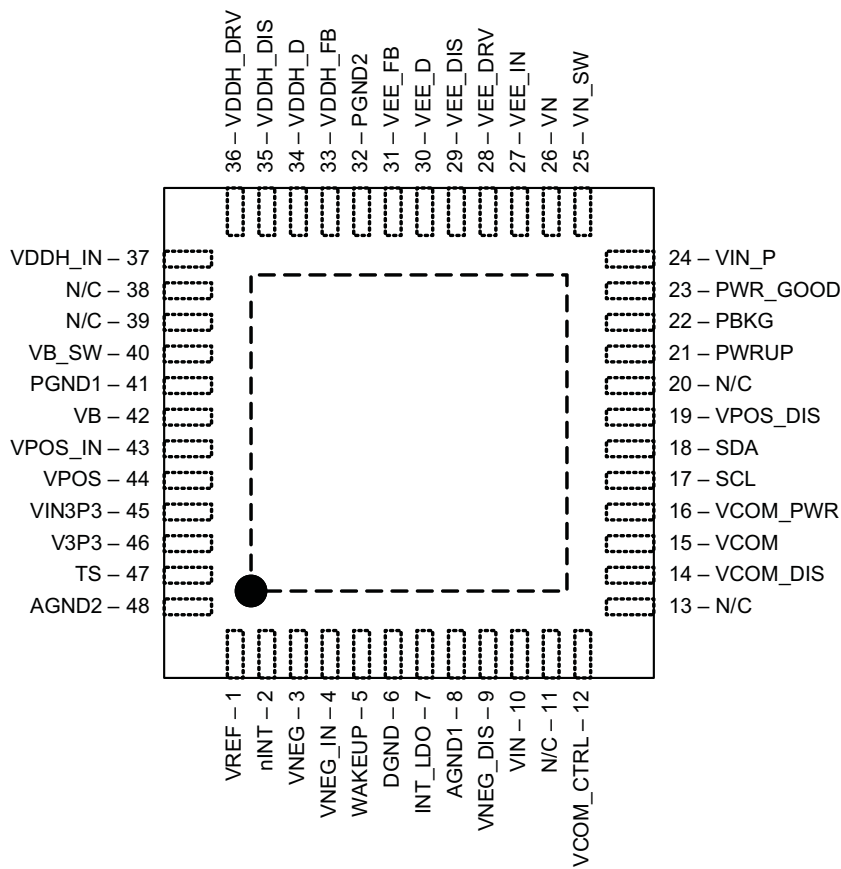 36 – VDDH_DRV
35 – VDDH_DIS
34 – VDDH_D
33 – VDDH_FB
32 – PGND2
31 – VEE_FB
30 – VEE_D
29 – VEE_DIS
28 – VEE_DRV
27 – VEE_IN
26 – VN
25 – VN_SW
VDDH_IN – 37
N/C – 38
N/C – 39
VB_SW – 40
PGND1 – 41
VB – 42
VPOS_IN – 43
VPOS – 44
VIN3P3 – 45
V3P3 – 46
TS – 47
AGND2 – 48
24 – VIN_P
23 – PWR_GOOD
22 – PBKG
21 – PWRUP
20 – N/C
19 – VPOS_DIS
18 – SDA
17 – SCL
16 – VCOM_PWR
15 – VCOM
14 – VCOM_DIS
13 – N/C
VREF – 1
nINT – 2
VNEG – 3
VNEG_IN – 4
WAKEUP – 5
DGND – 6
INT_LDO – 7
AGND1 – 8
VNEG_DIS – 9
VIN – 10
N/C – 11
VCOM_CTRL – 12